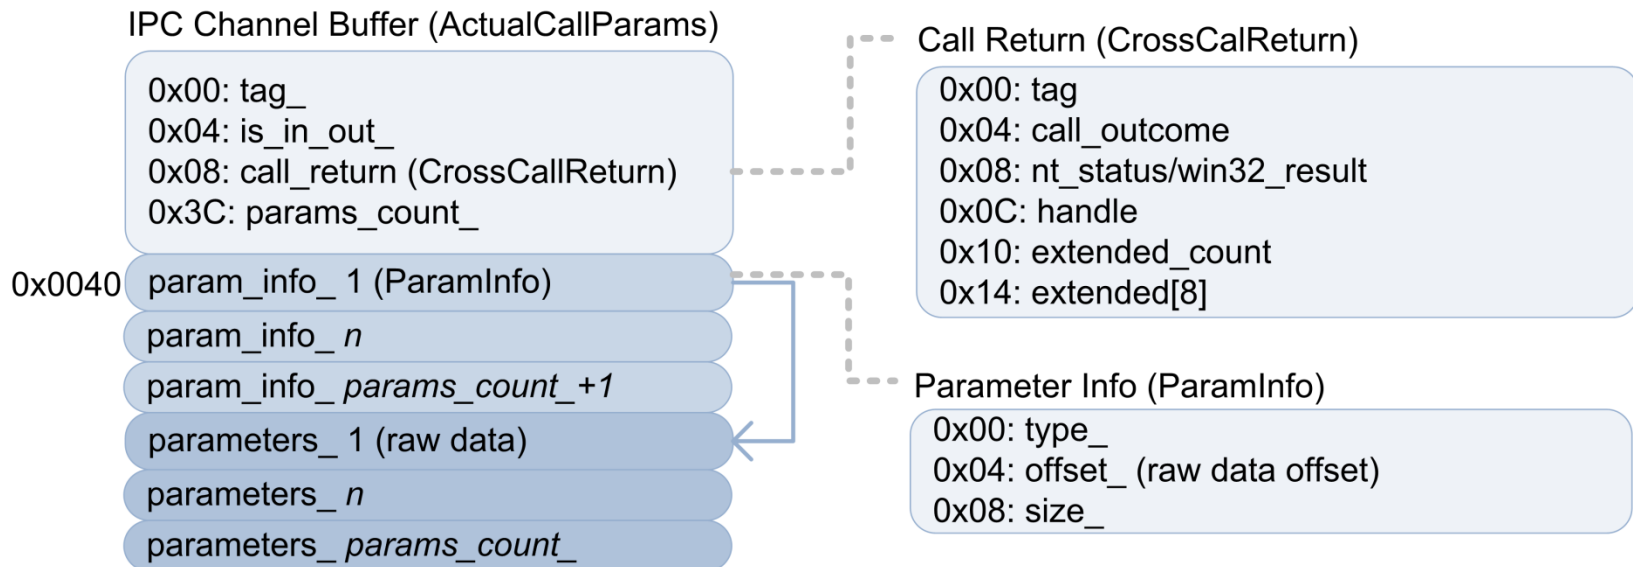 IPC Channel Buffer (ActualCallParams)
0x00: tag_
0x04: is_in_out_
0x08: call_return (CrossCallReturn)
0x3C: params_count_
0x0040
param_info_ 1 (ParamInfo)
param_info_ n
param_info_ params_count_+1
parameters_ 1 (raw data)
parameters_ n
parameters_ params_count_
Call Return (CrossCalReturn)
0x00: tag
0x04: call_outcome
0x08: nt_status/win32_result
0x0C: handle
0x10: extended_count
0x14: extended[8]
Parameter Info (ParamInfo)
0x00: type_
0x04: offset_ (raw data offset)
0x08: size_